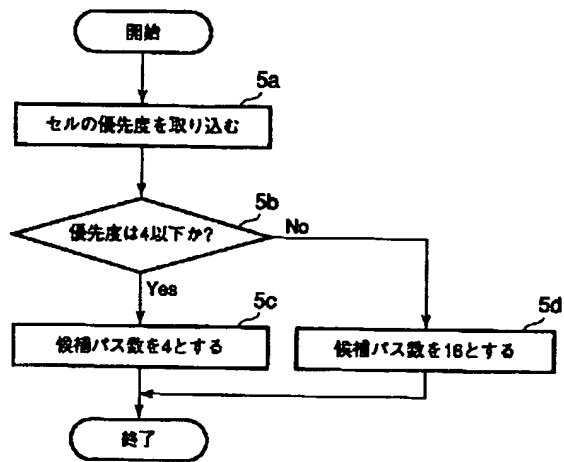 開始
5a
セルの優先度を取り込む
5b
優先度は4以下か?
No
Yes
5c
候補パス数を4とする
5d
候補パス数を16とする
終了